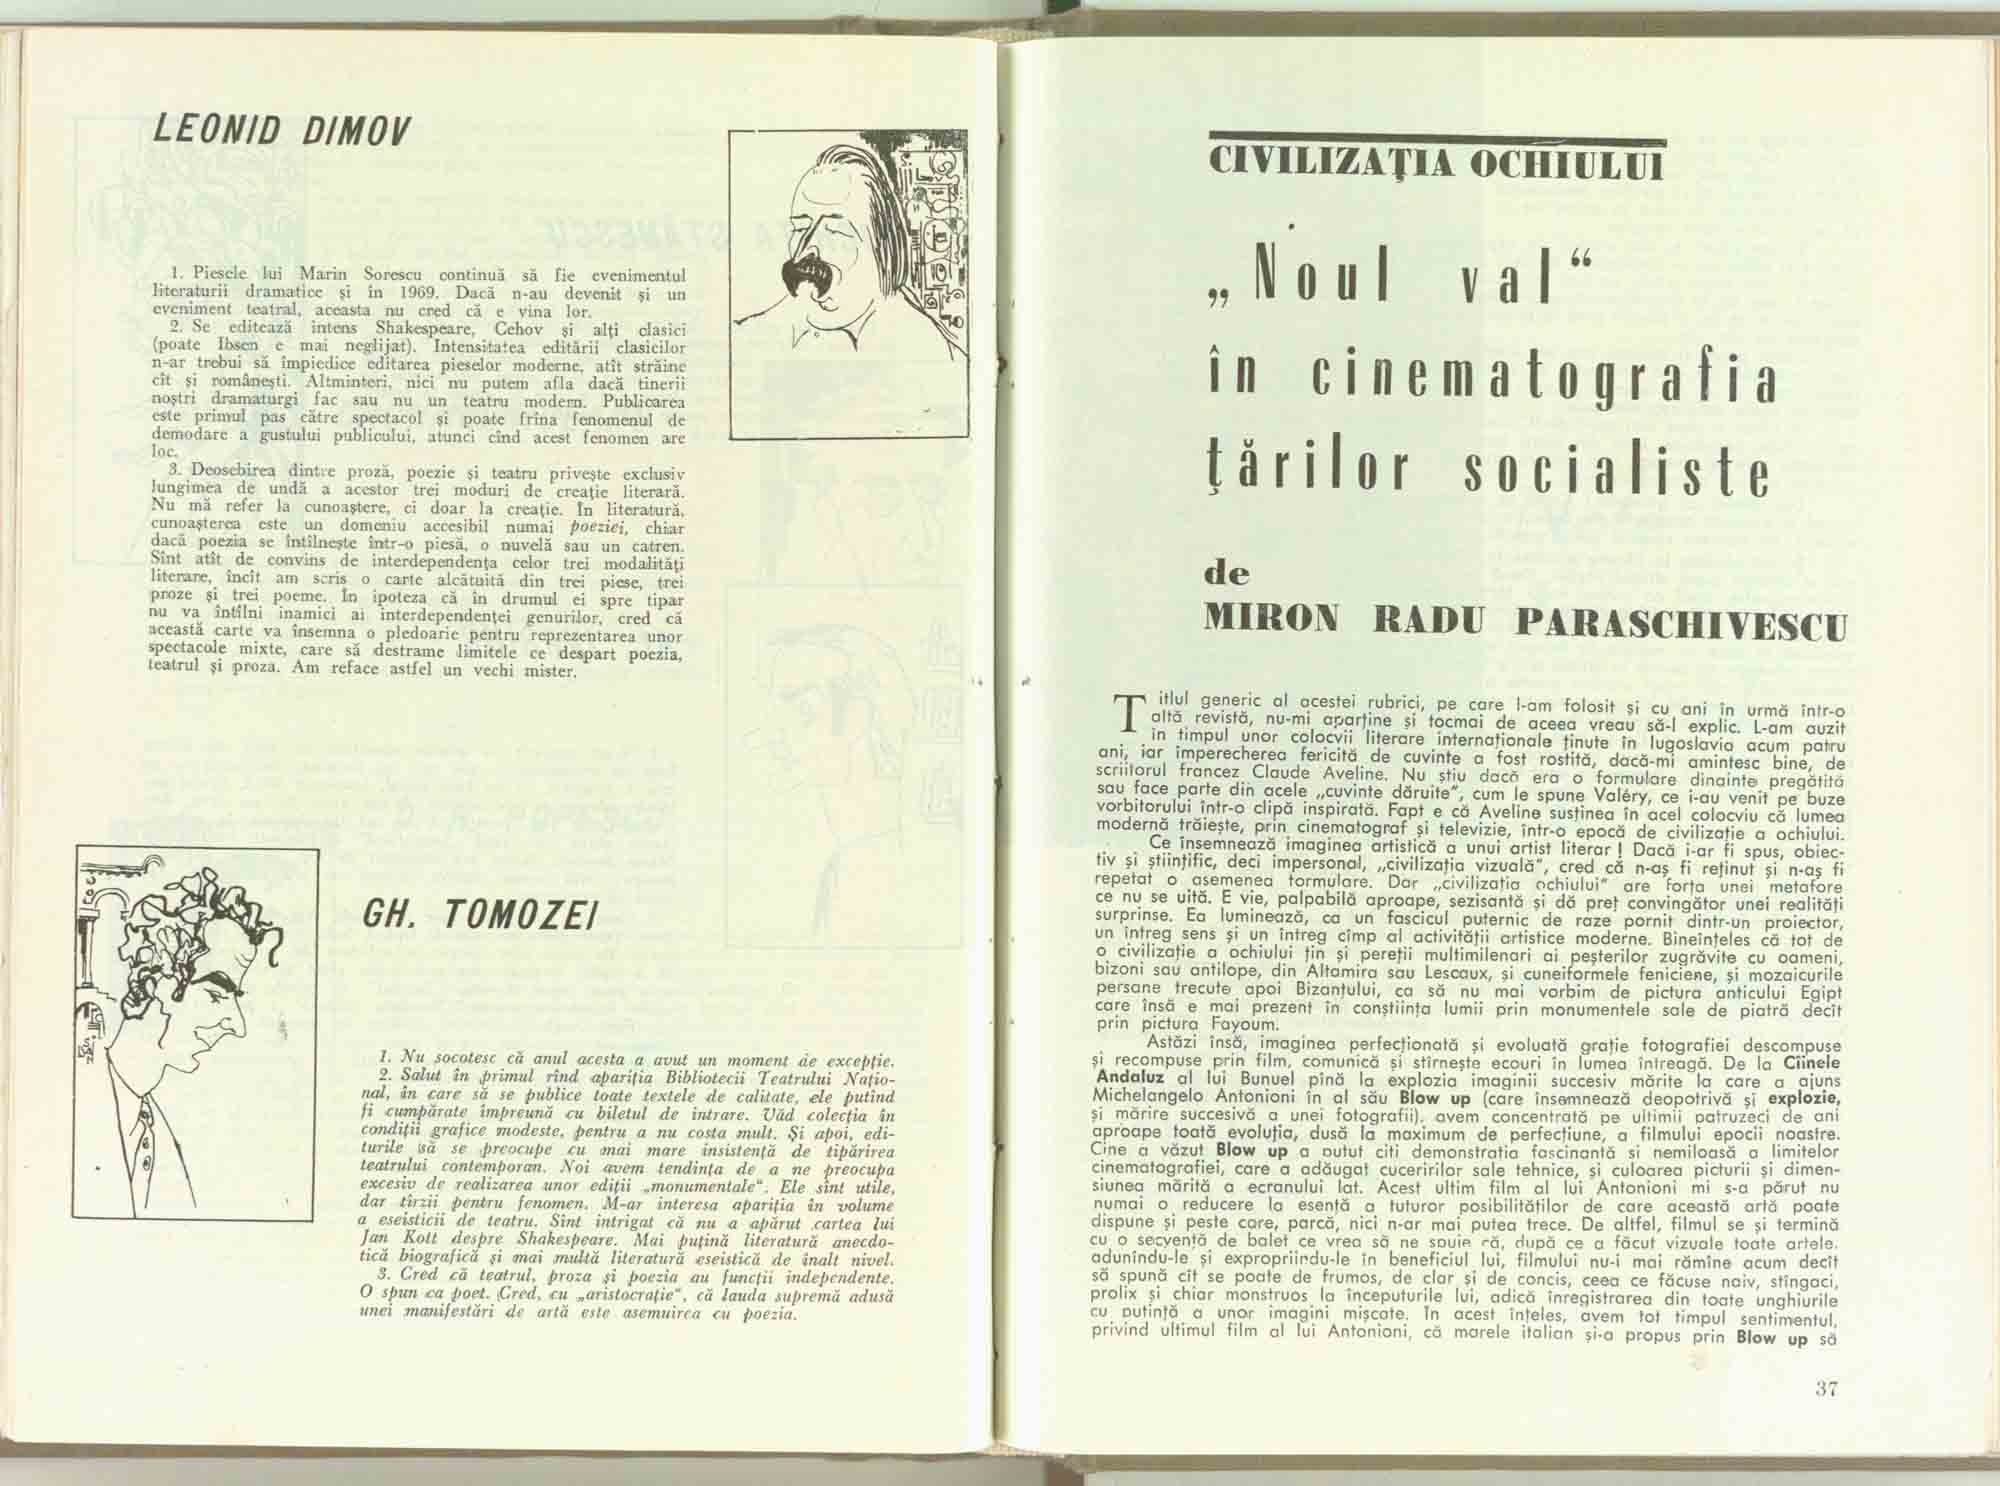 LEONID DIMOV
1. Piesele lui Marin Sorescu continuă să fie evenimentul
literaturii dramatice și în 1969. Dacă n-au devenit și un
eveniment teatral, aceasta nu cred că e vina lor.
2. Se editează intens Shakespeare, Cehov și alți clasici
(poate Ibsen e mai neglijat). Intensitatea editării clasicilor
n-ar trebui să împiedice editarea pieselor moderne, atît străine
cît și românești. Altminteri, nici nu putem afla dacă tinerii
noștri dramaturgi fac sau nu un teatru modern. Publicarea
este primul pas către spectacol și poate frîna fenomenul de
demodare a gustului publicului, atunci cînd acest fenomen are
loc.
3. Deosebirea dintre proză, poezie și teatru privește exclusiv
lungimea de undă a acestor trei moduri de creație literară.
Nu mă refer la cunoaștere, ci doar la creație. In literatură,
cunoașterea este un domeniu accesibil numai poeziei, chiar
dacă poezia se întîlnește într-o piesă, o nuvelă sau un catren.
Sînt atît de convins de interdependența celor trei modalități
literare, încît am scris o carte alcătuită din trei piese, trei
proze și trei poeme. În ipoteza că în drumul ei spre tipar
nu va întîlni inamici ai interdependenței genurilor, cred că
această carte va însemna o pledoarie pentru reprezentarea unor
spectacole mixte, care să destrame limitele ce despart poezia,
teatrul și proza. Am reface astfel un vechi mister.
GH. TOMOZEI
1. Nu socotesc că anul acesta a avut un moment de excepție.
2. Salut în primul rînd apariția Bibliotecii Teatrului Națio-
nal, în care să se publice toate textele de calitate, ele putînd
fi cumpărate împreună cu biletul de intrare. Văd colecția în
condiții grafice modeste, pentru a nu costa mult. Și apoi, edi-
turile să se preocupe cu mai mare insistență de tipărirea
teatrului contemporan. Noi avem tendința de a ne preocupa
excesiv de realizarea unor ediții „monumentale“. Ele sînt utile,
dar tîrzii pentru fenomen. M-ar interesa apariția în volume
a eseisticii de teatru. Sînt intrigat că nu a apărut cartea lui
Jan Kott despre Shakespeare. Mai puțină literatură anecdo-
tică biografică și mai multă literatură eseistică de înalt nivel.
3. Cred că teatrul, proza și poezia au funcții independente.
O spun ca poet. Cred, cu „aristocrație“, că lauda supremă adusă
unei manifestări de artă este asemuirea cu poezia.
CIVILIZAȚIA OCHIULUI
„Noul val“
în cinematografia
țărilor socialiste
de
MIRON RADU PARASCHIVESCU
Titlul generic al acestei rubrici, pe care l-am folosit și cu ani în urmă într-o
altă revistă, nu-mi aparține și tocmai de aceea vreau să-l explic. L-am auzit
în timpul unor colocvii literare internaționale ținute în Iugoslavia acum patru
ani, iar împerecherea fericită de cuvinte a fost rostită, dacă-mi amintesc bine, de
scriitorul francez Claude Aveline. Nu știu dacă era o formulare dinainte pregătită
sau face parte din acele „cuvinte dăruite“, cum le spune Valéry, ce i-au venit pe buze
vorbitorului într-o clipă inspirată. Fapt e că Aveline susținea în acel colocviu că lumea
modernă trăiește, prin cinematograf și televizie, într-o epocă de civilizație a ochiului.
Ce însemnează imaginea artistică a unui artist literar ! Dacă i-ar fi spus, obiec-
tiv și științific, deci impersonal, „civilizația vizuală“, cred că n-aș fi reținut și n-aș fi
repetat o asemenea formulare. Dar „civilizația ochiului“ are forța unei metafore
ce nu se uită. E vie, palpabilă aproape, sezisantă și dă preț convingător unei realități
surprinse. Ea luminează, ca un fascicul puternic de raze pornit dintr-un proiector,
un întreg sens și un întreg cîmp al activității artistice moderne. Bineînțeles că tot de
o civilizație a ochiului țin și pereții multimilenari ai peșterilor zugrăvite cu oameni,
bizoni sau antilope, din Altamira sau Lescaux, și cuneiformele feniciene, și mozaicurile
persane trecute apoi Bizanțului, ca să nu mai vorbim de pictura anticului Egipt
care însă e mai prezent în conștiința lumii prin monumentele sale de piatră decît
prin pictura Fayoum.
Astăzi însă, imaginea perfecționată și evoluată grație fotografiei descompuse
și recompuse prin film, comunică și stîrnește ecouri în lumea întreagă. De la Cîinele
Andaluz al lui Bunuel pînă la explozia imaginii succesiv mărite la care a ajuns
Michelangelo Antonioni în al său Blow up (care însemnează deopotrivă și explozie,
și mărire succesivă a unei fotografii), avem concentrată pe ultimii patruzeci de ani
aproape toată evoluția, dusă la maximum de perfecțiune, a filmului epocii noastre.
Cine a văzut Blow up a putut citi demonstrația fascinantă si nemiloasă a limitelor
cinematografiei, care a adăugat cuceririlor sale tehnice, și culoarea picturii și dimen-
siunea mărită a ecranului lat. Acest ultim film al lui Antonioni mi s-a părut nu
numai o reducere la esență a tuturor posibilităților de care această artă poate
dispune și peste care, parcă, nici n-ar mai putea trece. De altfel, filmul se și termină
cu o secvență de balet ce vrea să ne spuie că, după ce a făcut vizuale toate artele,
adunîndu-le și expropriindu-le în beneficiul lui, filmului nu-i mai rămîne acum decît
să spună cît se poate de frumos, de clar și de concis, ceea ce făcuse naiv, stîngaci,
prolix și chiar monstruos la începuturile lui, adică înregistrarea din toate unghiurile
cu putință a unor imagini mișcate. În acest înțeles, avem tot timpul sentimentul,
privind ultimul film al lui Antonioni, că marele italian și-a propus prin Blow up să
37